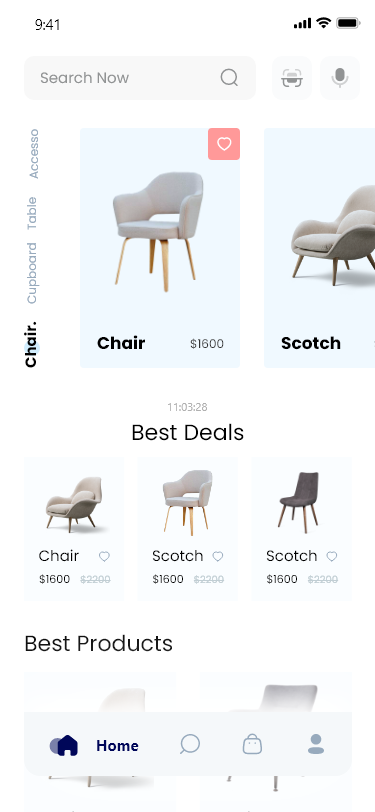 9:41
Search Now
Accesso
Table
Cupboard
Chair.
Chair
$1600
Scotch
11:03:28
Best Deals
Chair
$1600 $2200
Scotch
$1600 $2200
Scotch
$1600 $2200
Best Products
Home